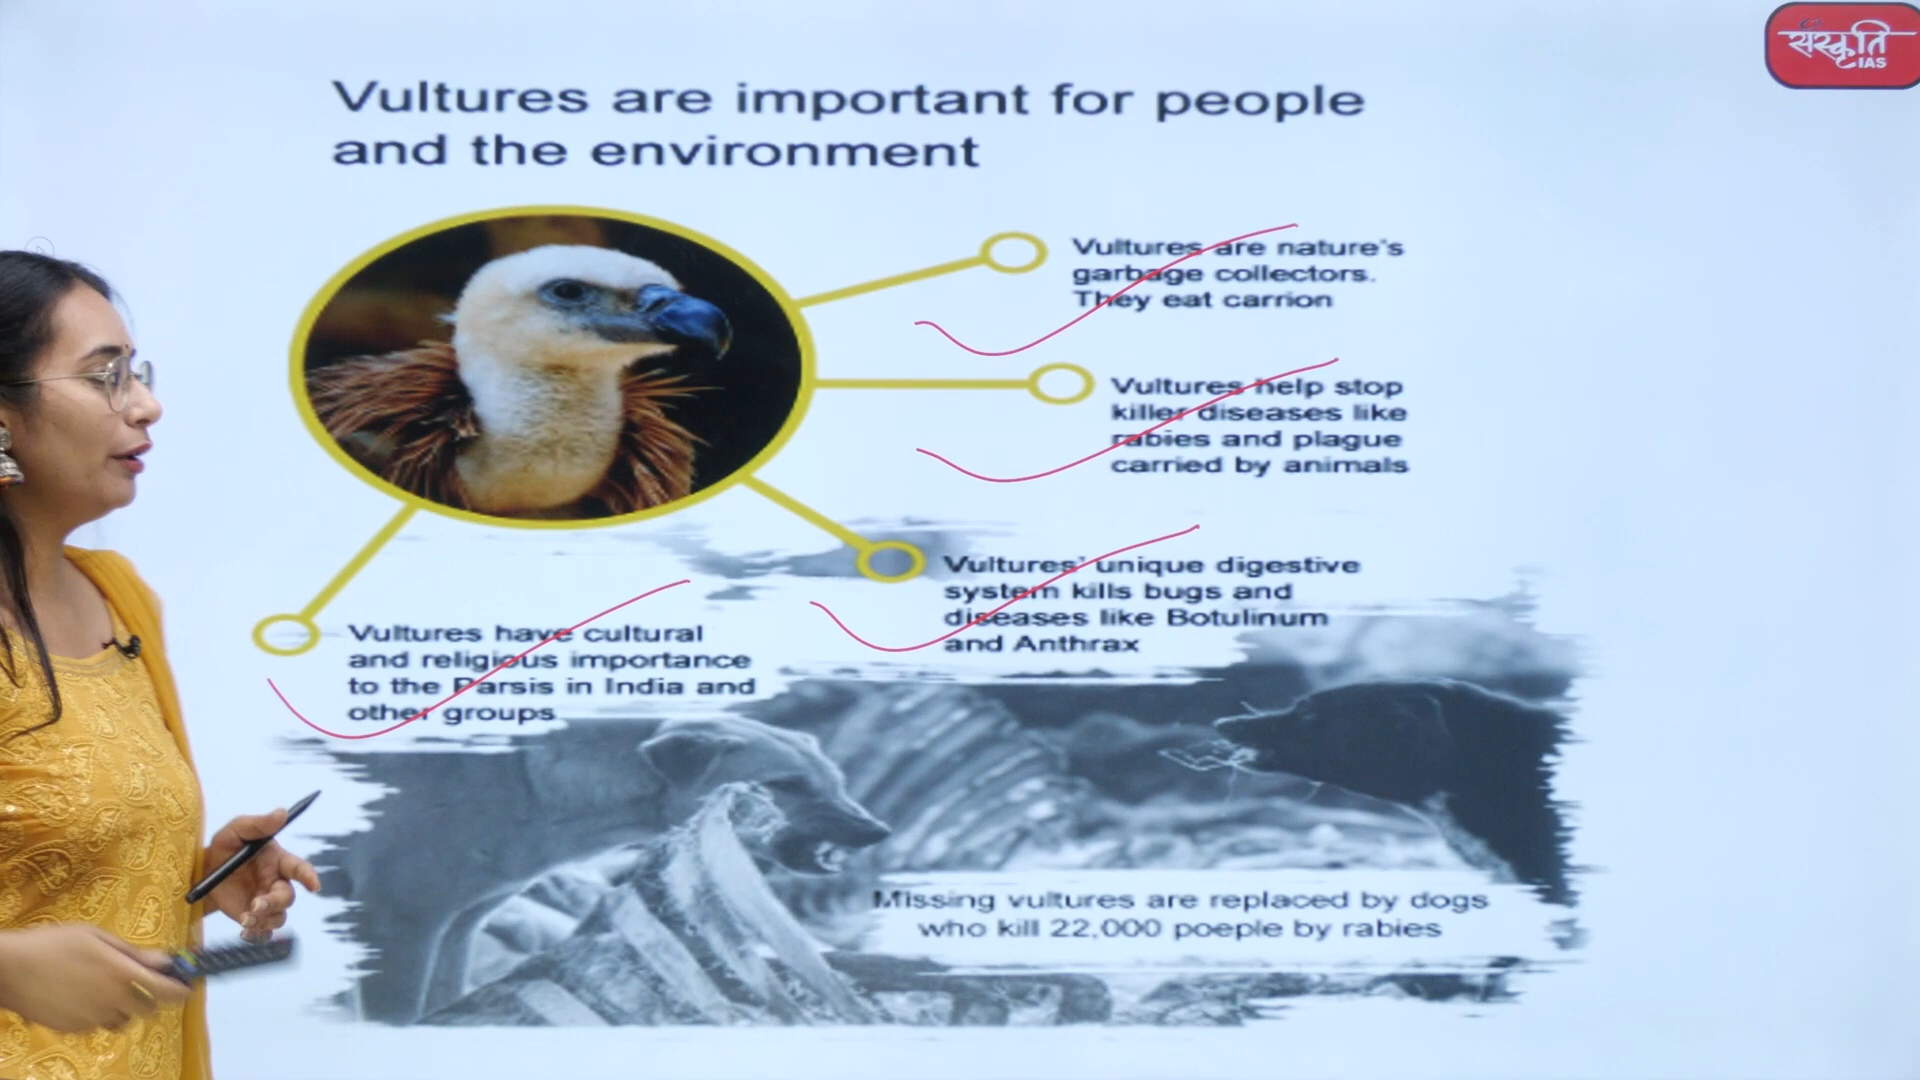 संस्कृति
IAS
Vultures are important for people
and the environment
Vultures are nature's
garbage collectors.
They eat carrion
Vultures help stop
killer diseases like
rabies and plague
carried by animals
Vultures' unique digestive
system kills bugs and
diseases like Botulinum
and Anthrax
Vultures have cultural
and religious importance
to the Parsis in India and
other groups
Missing vultures are replaced by dogs
who kill 22,000 poeple by rabies